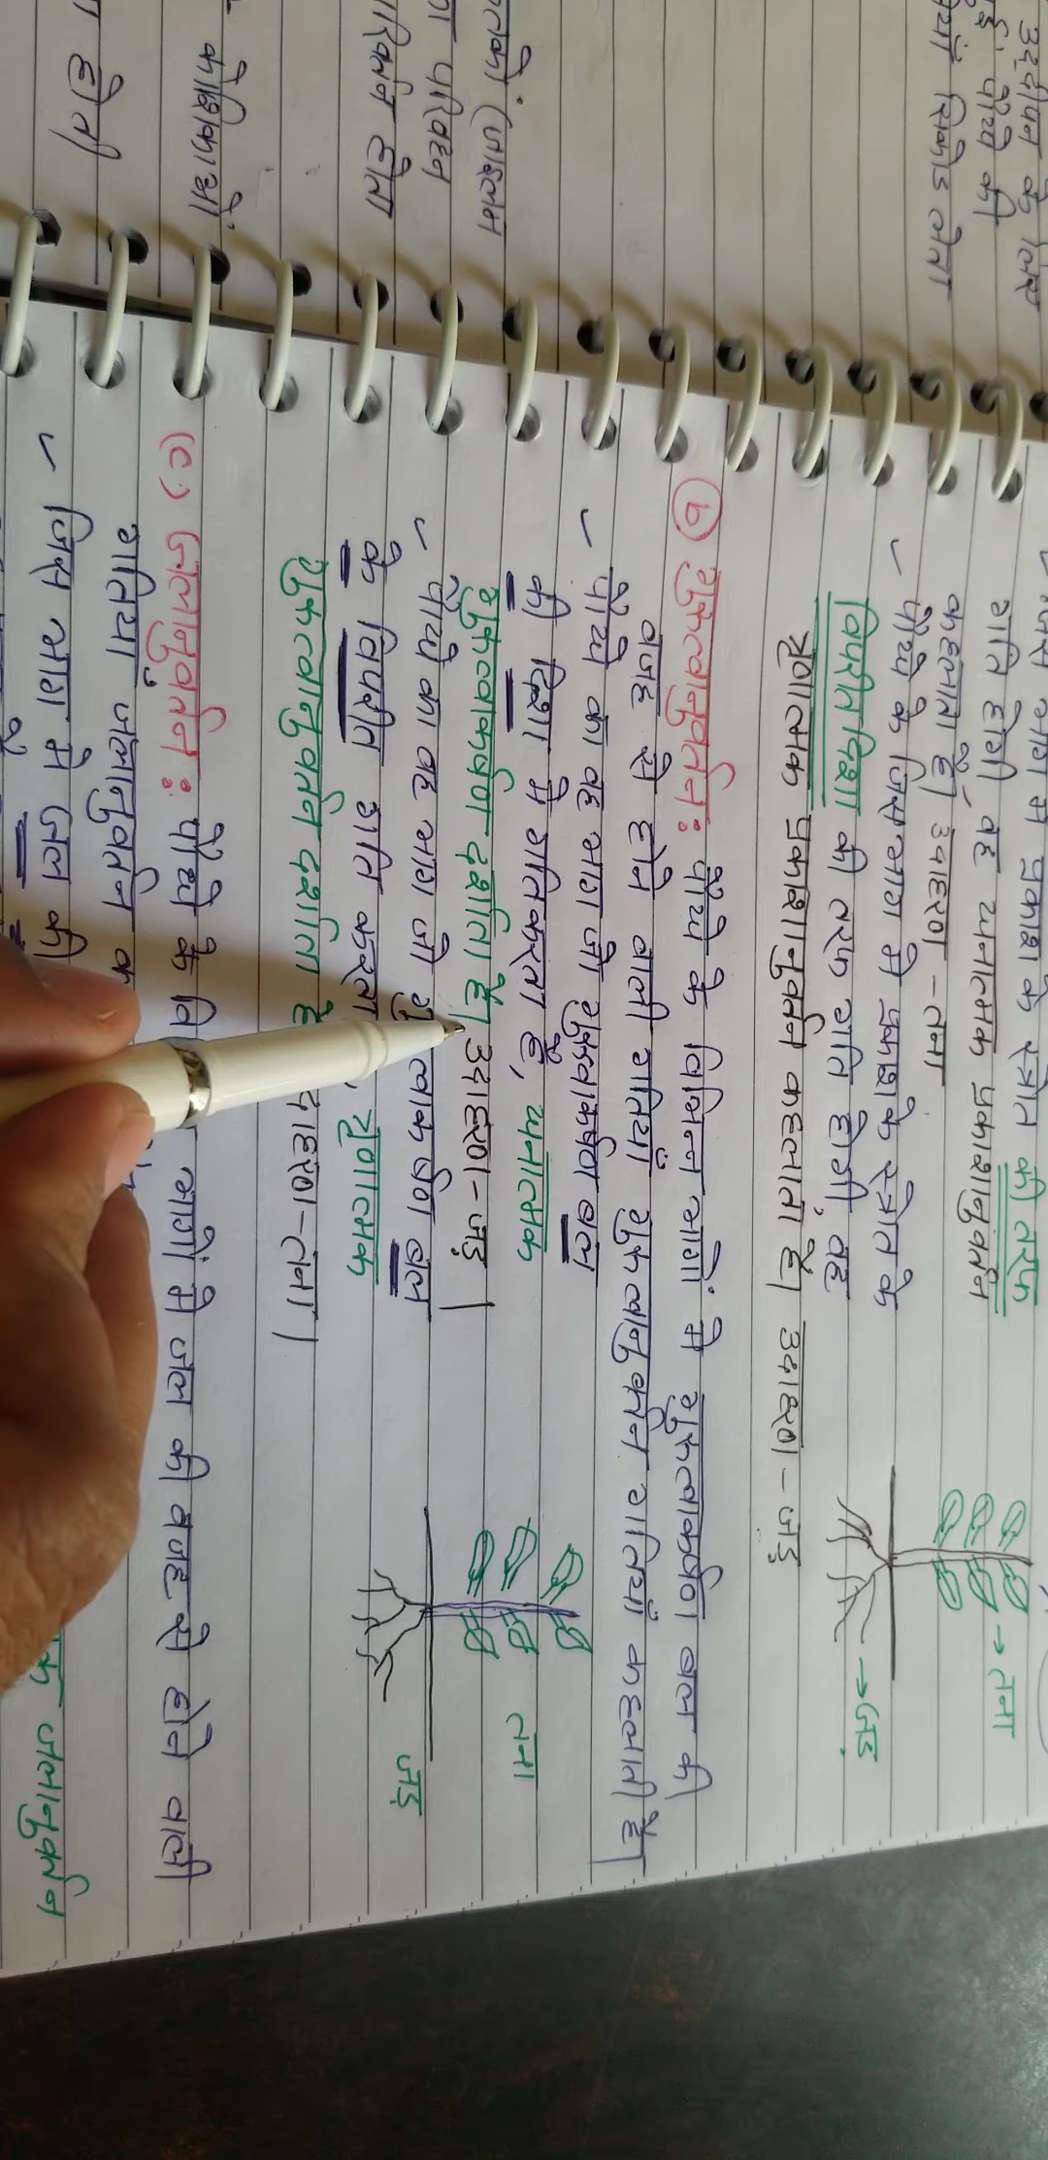 उद्दीपन के लिए
पौधे की
सिकोड लेता
(जाइलम
परिवहन
होता
कोशिकाओं
होती
भाग मे प्रकाश के स्त्रोत की तरफ
गति होगी, वह धनात्मक प्रकाशानुवर्तन
कहलाता है। उदाहरण - तना
✓ पौधे के जिस भाग मे प्रकाश के स्त्रोत के
विपरीत दिशा की तरफ गति होगी, वह
ऋणात्मक प्रकाशानुवर्तन कहलाता है। उदाहरण - जड़
→ तना
→ जड़
(b) गुरुत्वानुवर्तन: पौधे के विभिन्न भागों मे गुरुत्वाकर्षण बल की
वजह से होने वाली गतियाँ गुरुत्वानुवर्तन गतियाँ कहलाती है।
✓ पौधे का वह भाग जो गुरुत्वाकर्षण बल
की दिशा मे गति करता है, धनात्मक
गुरुत्वाकर्षण दर्शाता है। उदाहरण - जड़ |
✓ पौधे का वह भाग जो त्वाकर्षण बल
के विपरीत गति करता , ऋणात्मक
गुरुत्वानुवर्तन दर्शाता है दाहरण - तना |
तना
जड़
(c) जलानुवर्तन: पौधे के वि भागों मे जल की वजह से होने वाली
गतियाँ जलानुवर्तन क
✓ जिस भाग मे जल की
जलानुवर्तन